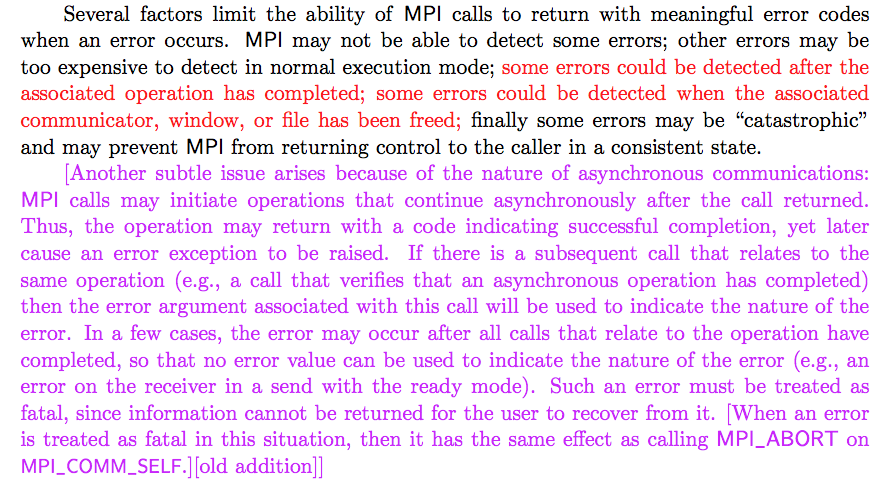 Several factors limit the ability of MPI calls to return with meaningful error codes
when an error occurs. MPI may not be able to detect some errors; other errors may be
too expensive to detect in normal execution mode; some errors could be detected after the
associated operation has completed; some errors could be detected when the associated
communicator, window, or file has been freed; finally some errors may be “catastrophic”
and may prevent MPI from returning control to the caller in a consistent state.
[Another subtle issue arises because of the nature of asynchronous communications:
MPI calls may initiate operations that continue asynchronously after the call returned.
Thus, the operation may return with a code indicating successful completion, yet later
cause an error exception to be raised. If there is a subsequent call that relates to the
same operation (e.g., a call that verifies that an asynchronous operation has completed)
then the error argument associated with this call will be used to indicate the nature of the
error. In a few cases, the error may occur after all calls that relate to the operation have
completed, so that no error value can be used to indicate the nature of the error (e.g., an
error on the receiver in a send with the ready mode). Such an error must be treated as
fatal, since information cannot be returned for the user to recover from it. [When an error
is treated as fatal in this situation, then it has the same effect as calling MPI_ABORT on
MPI_COMM_SELF.][old addition]]